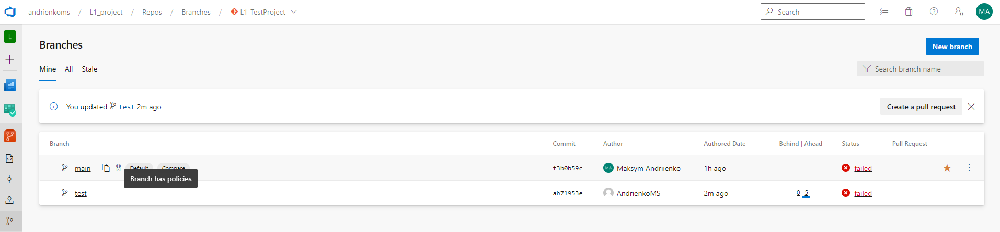 andrienkoms / L1_project / Repos / Branches / L1-TestProject
Search
MA
L
Branches
New branch
Mine All Stale
Search branch name
You updated test 2m ago
Create a pull request
Branch Commit Author Authored Date Behind | Ahead Status Pull Request
main Default Compare f3b0b59c MA Maksym Andriienko 1h ago failed
Branch has policies
test ab71953e AndrienkoMS 2m ago 0 5 failed